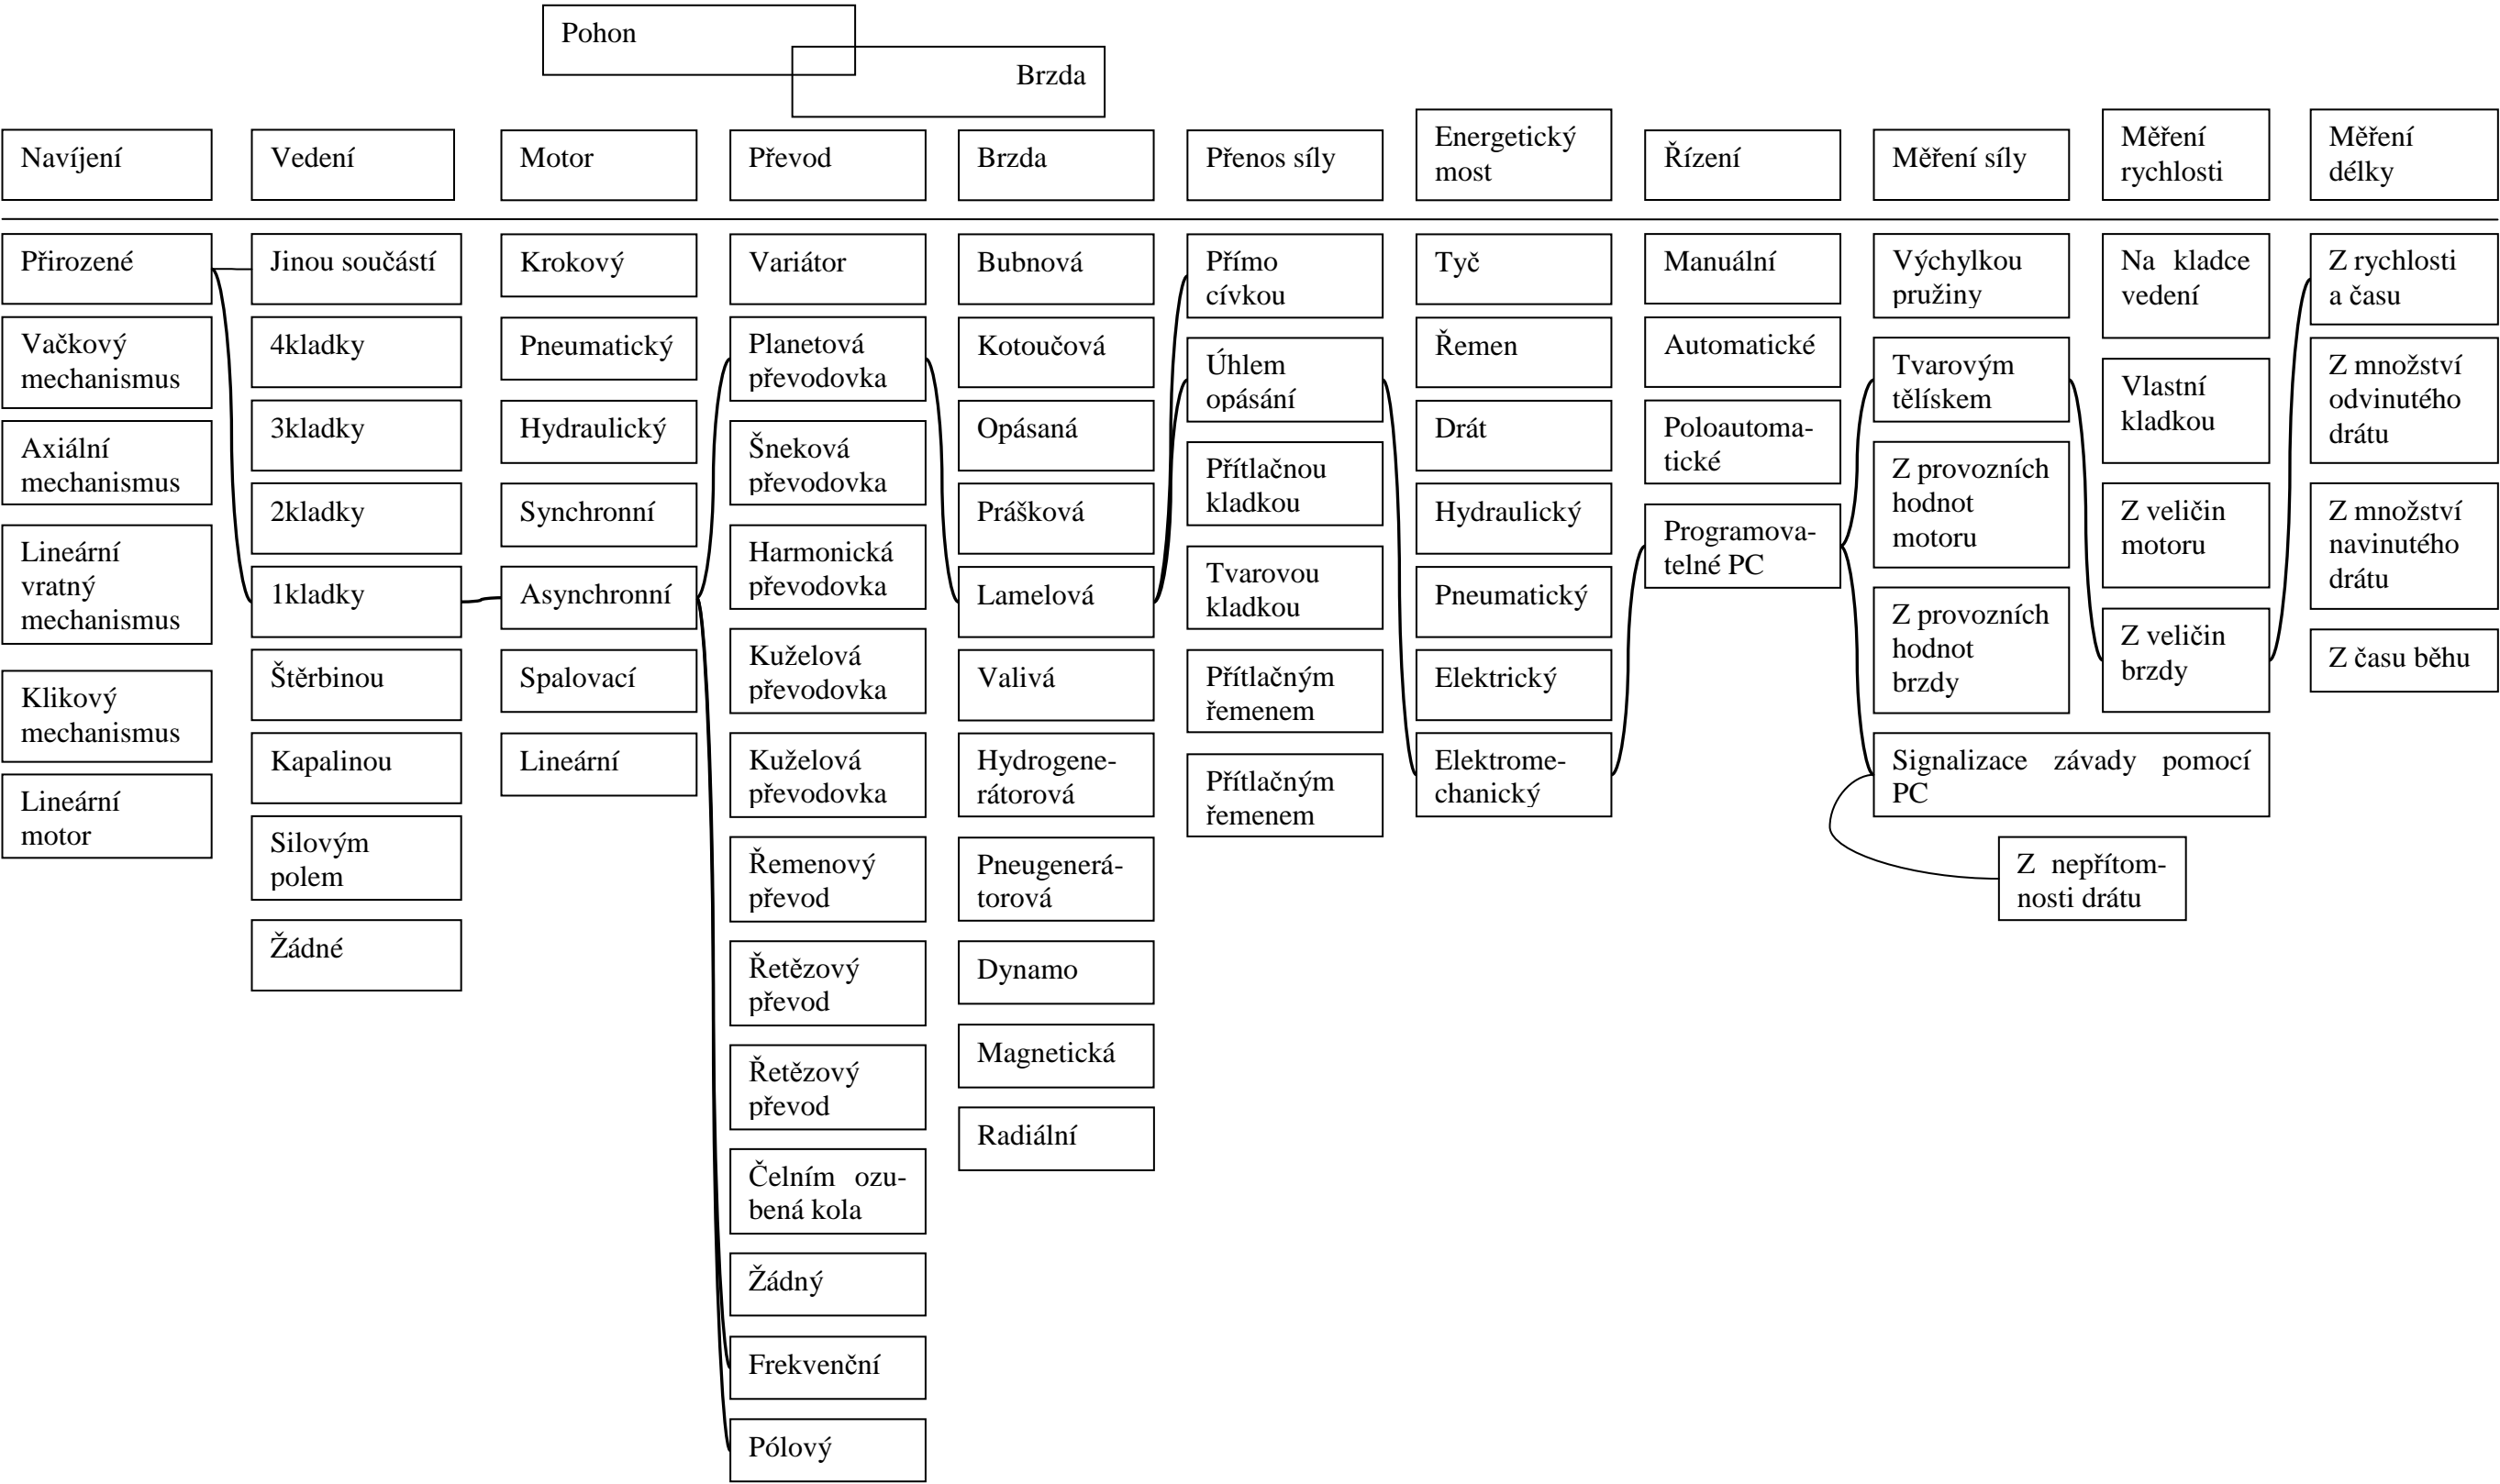 Pohon
Brzda
Navíjení
Vedení
Motor
Převod
Brzda
Přenos síly
Energetický
most
Řízení
Měření síly
Měření
rychlosti
Měření
délky
Přirozené
Vačkový
mechanismus
Axiální
mechanismus
Lineární
vratný
mechanismus
Klikový
mechanismus
Lineární
motor
Jinou součástí
4kladky
3kladky
2kladky
1kladky
Štěrbinou
Kapalinou
Silovým
polem
Žádné
Krokový
Pneumatický
Hydraulický
Synchronní
Asynchronní
Spalovací
Lineární
Variátor
Planetová
převodovka
Šneková
převodovka
Harmonická
převodovka
Kuželová
převodovka
Kuželová
převodovka
Řemenový
převod
Řetězový
převod
Řetězový
převod
Čelním ozu-
bená kola
Žádný
Frekvenční
Pólový
Bubnová
Kotoučová
Opásaná
Prášková
Lamelová
Valivá
Hydrogene-
rátorová
Pneugenerá-
torová
Dynamo
Magnetická
Radiální
Přímo
cívkou
Úhlem
opásání
Přítlačnou
kladkou
Tvarovou
kladkou
Přítlačným
řemenem
Přítlačným
řemenem
Tyč
Řemen
Drát
Hydraulický
Pneumatický
Elektrický
Elektrome-
chanický
Manuální
Automatické
Poloautoma-
tické
Programova-
telné PC
Výchylkou
pružiny
Tvarovým
tělískem
Z provozních
hodnot
motoru
Z provozních
hodnot
brzdy
Signalizace závady pomocí
PC
Z nepřítom-
nosti drátu
Na kladce
vedení
Vlastní
kladkou
Z veličin
motoru
Z veličin
brzdy
Z rychlosti
a času
Z množství
odvinutého
drátu
Z množství
navinutého
drátu
Z času běhu